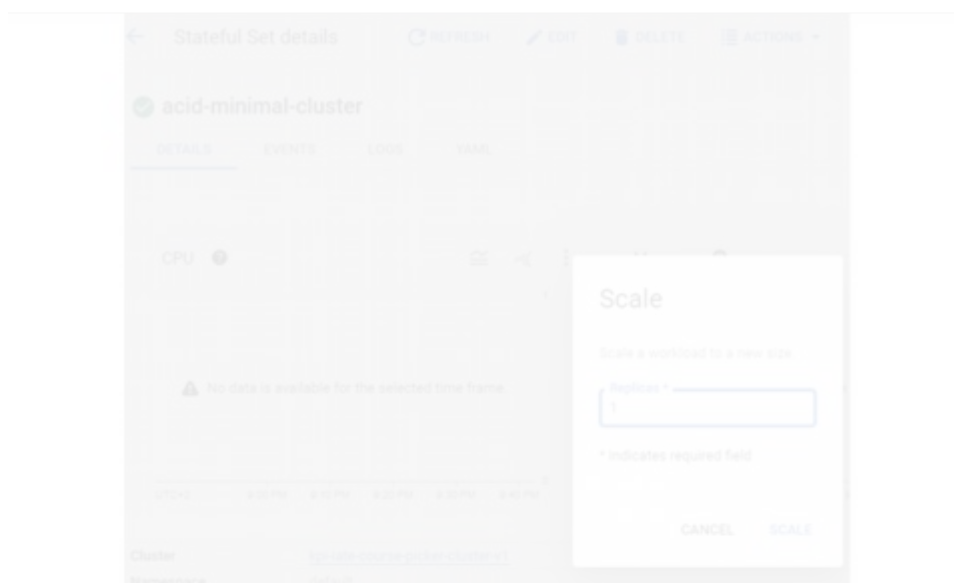 Stateful Set details
REFRESH
EDIT
DELETE
ACTIONS
acid-minimal-cluster
DETAILS
EVENTS
LOGS
YAML
CPU
No data is available for the selected time frame.
Scale
Scale a workload to a new size.
Replicas *
1
* indicates required field
CANCEL
SCALE
Cluster
Namespace
default